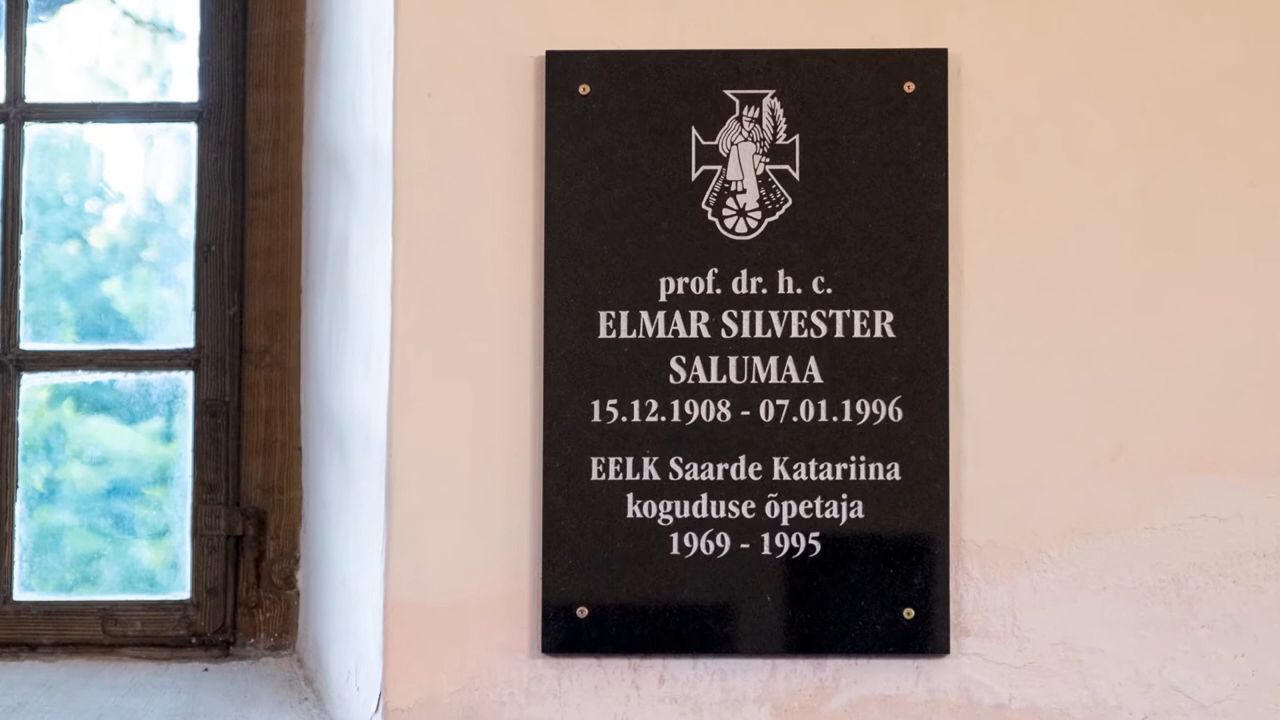 prof. dr. h. c.
ELMAR SILVESTER
SALUMAA
15.12.1908 - 07.01.1996
EELK Saarde Katariina
koguduse õpetaja
1969 - 1995